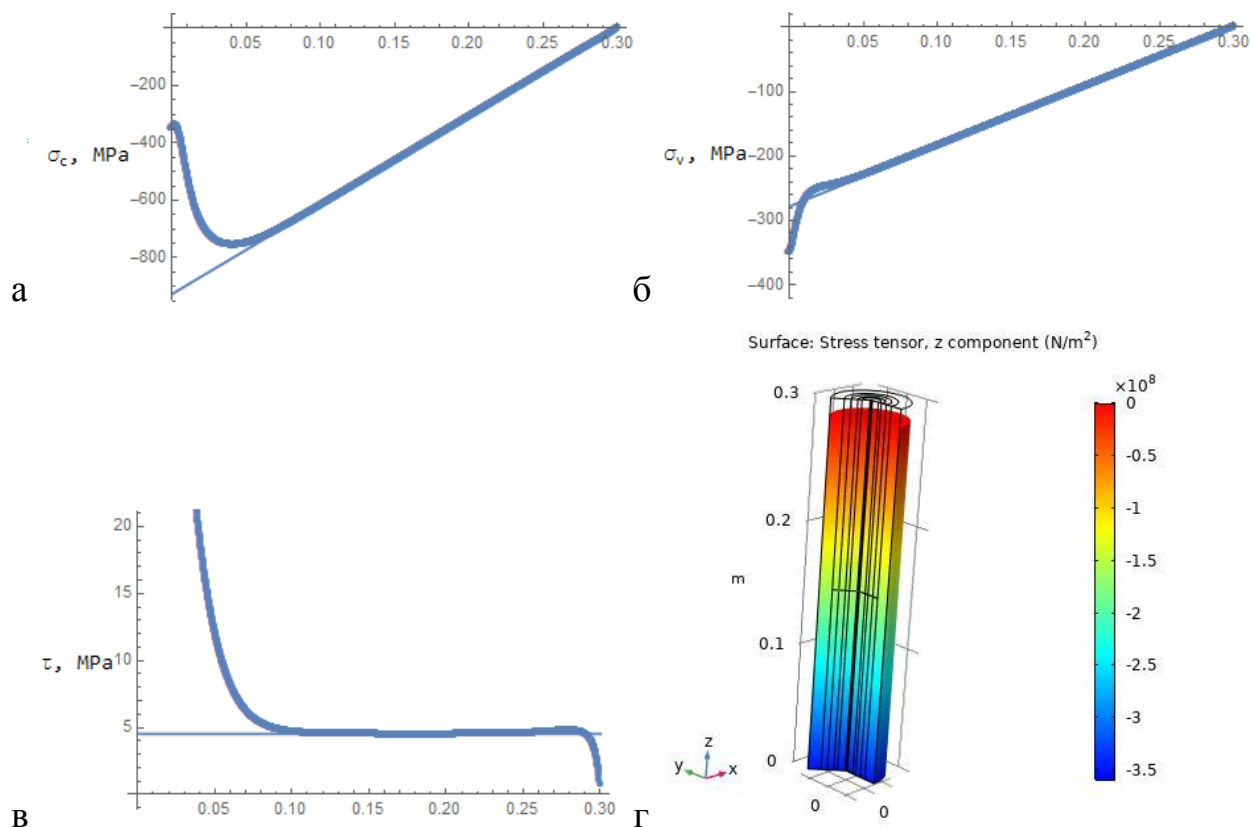 0.05 0.10 0.15 0.20 0.25 0.30
-200
-400
σc, MPa
-600
-800
а
0.05 0.10 0.15 0.20 0.25 0.30
-100
σv, MPa
-200
-300
-400
б
20
15
τ, MPa
10
5
0.05 0.10 0.15 0.20 0.25 0.30
в
Surface: Stress tensor, z component (N/m²)
0.3
0.2
m
0.1
0
z
y
x
0
0
×10⁸
0
-0.5
-1
-1.5
-2
-2.5
-3
-3.5
г